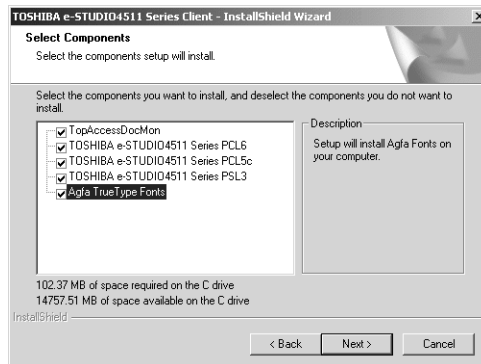 TOSHIBA e-STUDIO4511 Series Client - InstallShield Wizard
Select Components
Select the components setup will install.
Select the components you want to install, and deselect the components you do not want to
install.
TopAccessDocMon
TOSHIBA e-STUDIO4511 Series PCL6
TOSHIBA e-STUDIO4511 Series PCL5c
TOSHIBA e-STUDIO4511 Series PSL3
Agfa TrueType Fonts
Description
Setup will install Agfa Fonts on
your computer.
102.37 MB of space required on the C drive
14757.51 MB of space available on the C drive
InstallShield
< Back
Next >
Cancel